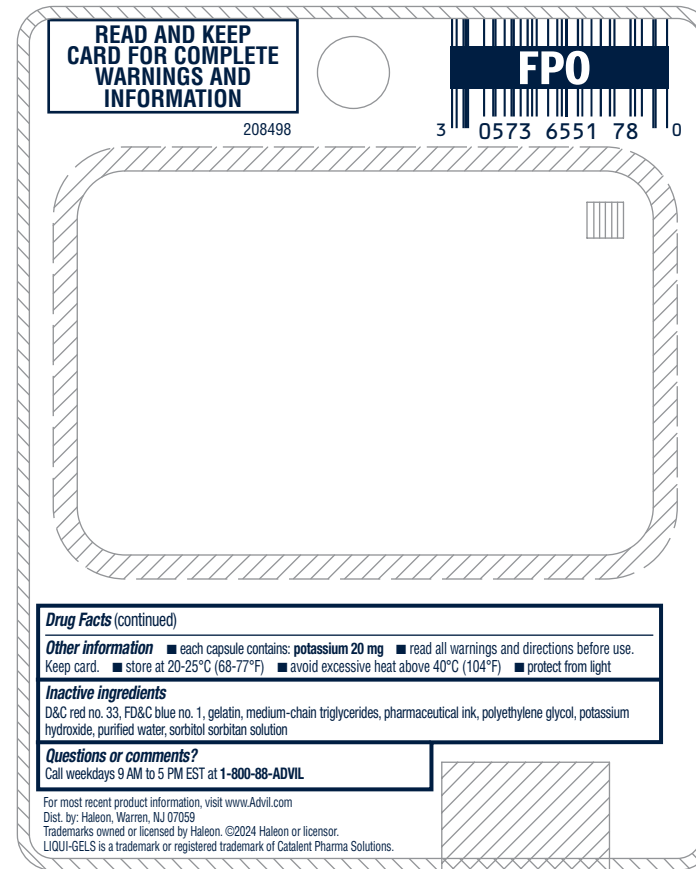 READ AND KEEP
CARD FOR COMPLETE
WARNINGS AND
INFORMATION
208498
FPO
3 0573 6551 78 0
Drug Facts (continued)
Other information ■ each capsule contains: potassium 20 mg ■ read all warnings and directions before use.
Keep card. ■ store at 20-25°C (68-77°F) ■ avoid excessive heat above 40°C (104°F) ■ protect from light
Inactive ingredients
D&C red no. 33, FD&C blue no. 1, gelatin, medium-chain triglycerides, pharmaceutical ink, polyethylene glycol, potassium
hydroxide, purified water, sorbitol sorbitan solution
Questions or comments?
Call weekdays 9 AM to 5 PM EST at 1-800-88-ADVIL
For most recent product information, visit www.Advil.com
Dist. by: Haleon, Warren, NJ 07059
Trademarks owned or licensed by Haleon. ©2024 Haleon or licensor.
LIQUI-GELS is a trademark or registered trademark of Catalent Pharma Solutions.